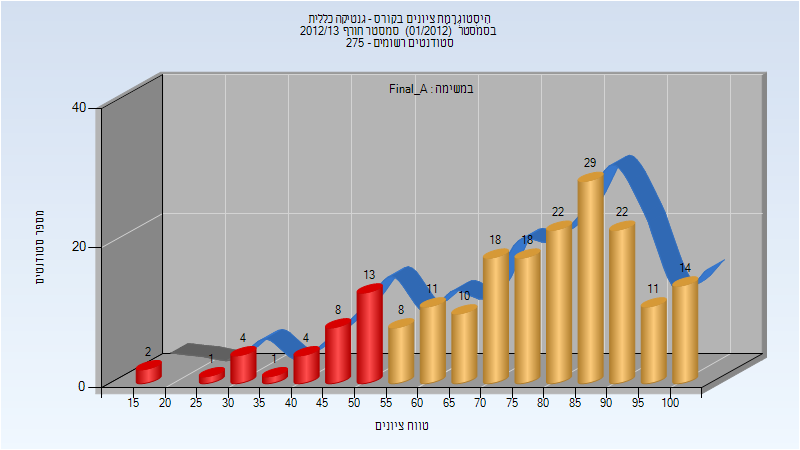 היסטוגרמת ציונים בקורס - גנטיקה כללית
בסמסטר (01/2012) סמסטר חורף 2012/13
סטודנטים רשומים - 275
במשימה : Final_A
40
20
0
מספר סטודנטים
2
1
4
1
4
8
13
8
11
10
18
18
22
29
22
11
14
15 20 25 30 35 40 45 50 55 60 65 70 75 80 85 90 95 100
טווח ציונים